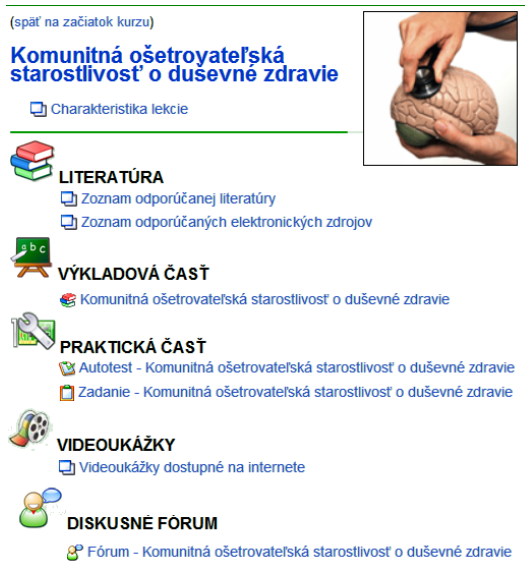 (späť na začiatok kurzu)
Komunitná ošetroyateľská
starostlivosť o duševné zdravie
Charakteristika lekcie
LITERATÚRA
Zoznam odporúčanej literatúry
Zoznam odporúčaných elektronických zdrojov
abc
VÝKLADOVÁ ČASŤ
Komunitná ošetrovateľská starostlivosť o duševné zdravie
PRAKTICKÁ ČASŤ
Autotest - Komunitná ošetrovateľská starostlivosť o duševné zdravie
Zadanie - Komunitná ošetrovateľská starostlivosť o duševné zdravie
VIDEOUKÁŽKY
Videoukážky dostupné na internete
DISKUSNÉ FÓRUM
Fórum - Komunitná ošetrovateľská starostlivosť o duševné zdravie